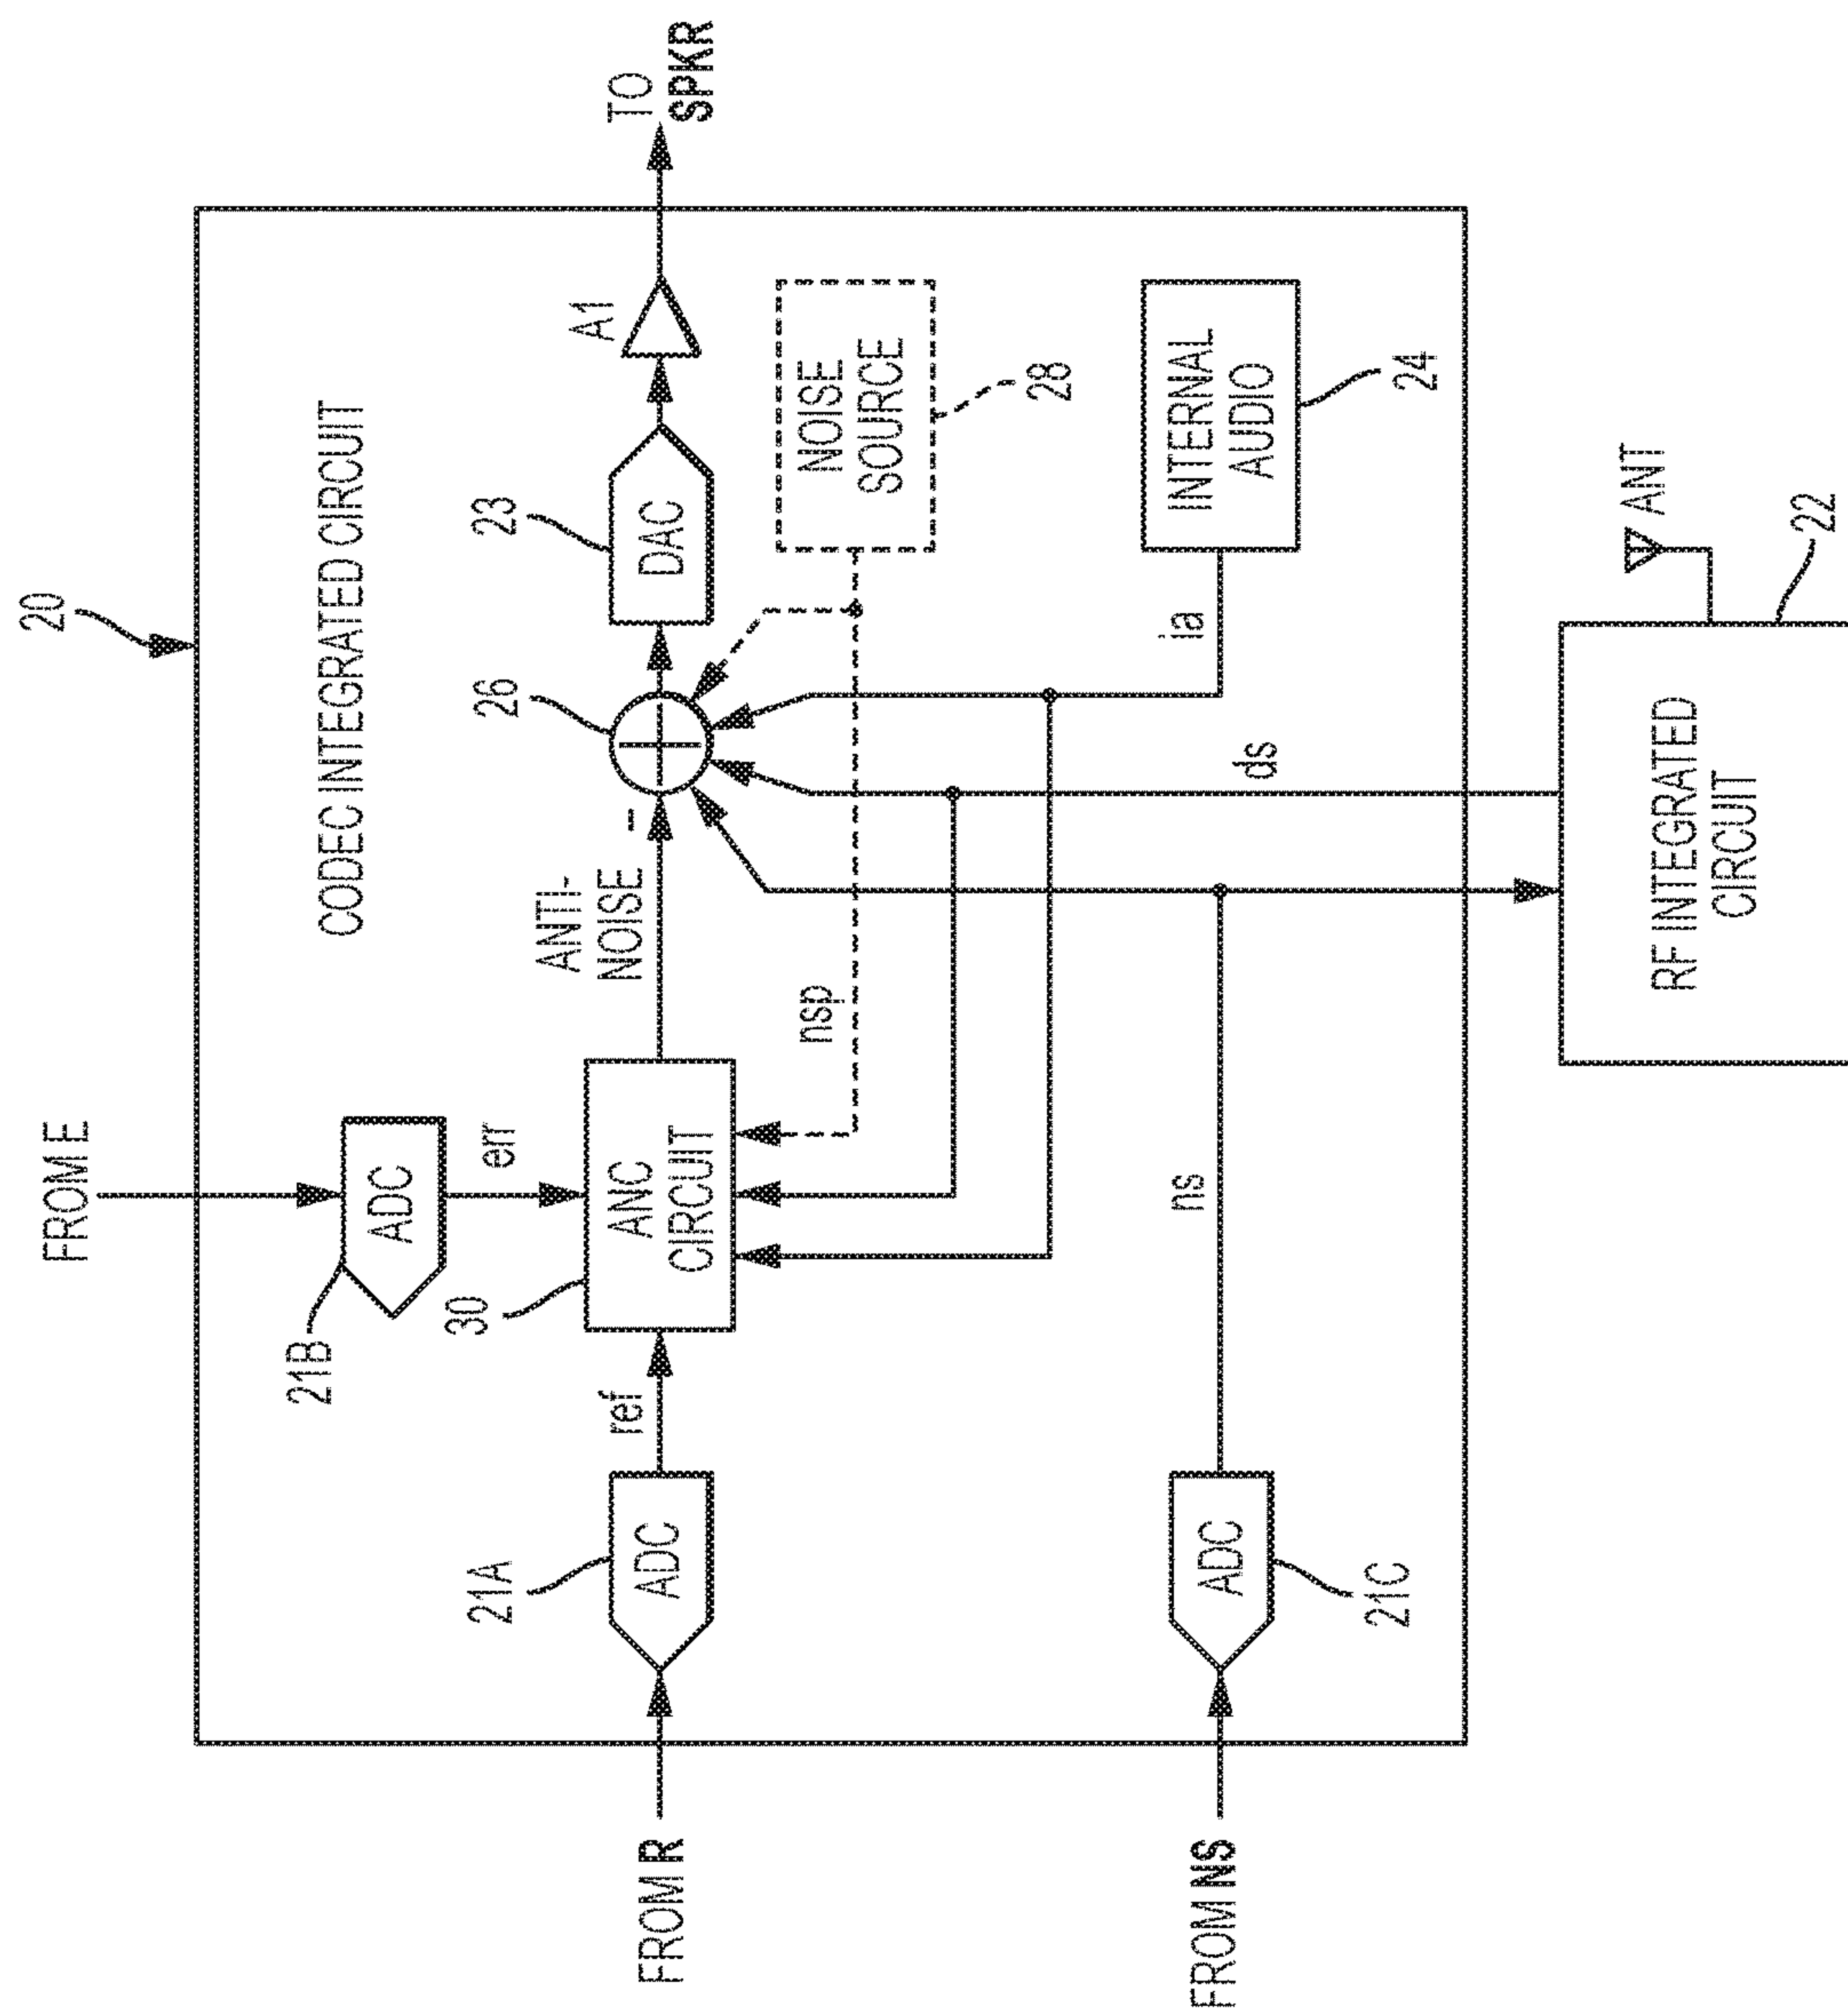 20
CODEC INTEGRATED CIRCUIT
FROM E
21B
ADC
err
30
ANC
CIRCUIT
ANTI-
NOISE
-
26
23
DAC
A1
TO
SPKR
FROM R
21A
ADC
ref
nsp
NOISE
SOURCE
28
FROM NS
ADC
21C
ns
ds
ia
INTERNAL
AUDIO
24
RF INTEGRATED
CIRCUIT
ANT
22